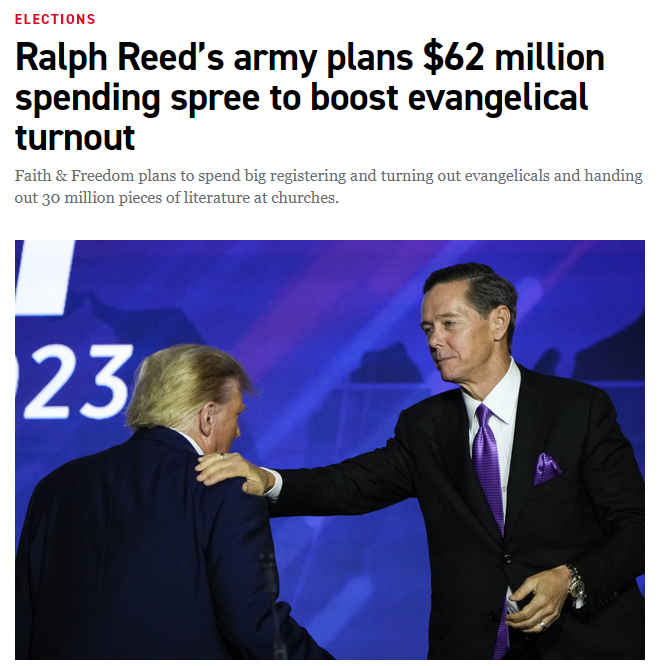 ELECTIONS
Ralph Reed’s army plans $62 million
spending spree to boost evangelical
turnout
Faith & Freedom plans to spend big registering and turning out evangelicals and handing
out 30 million pieces of literature at churches.
23